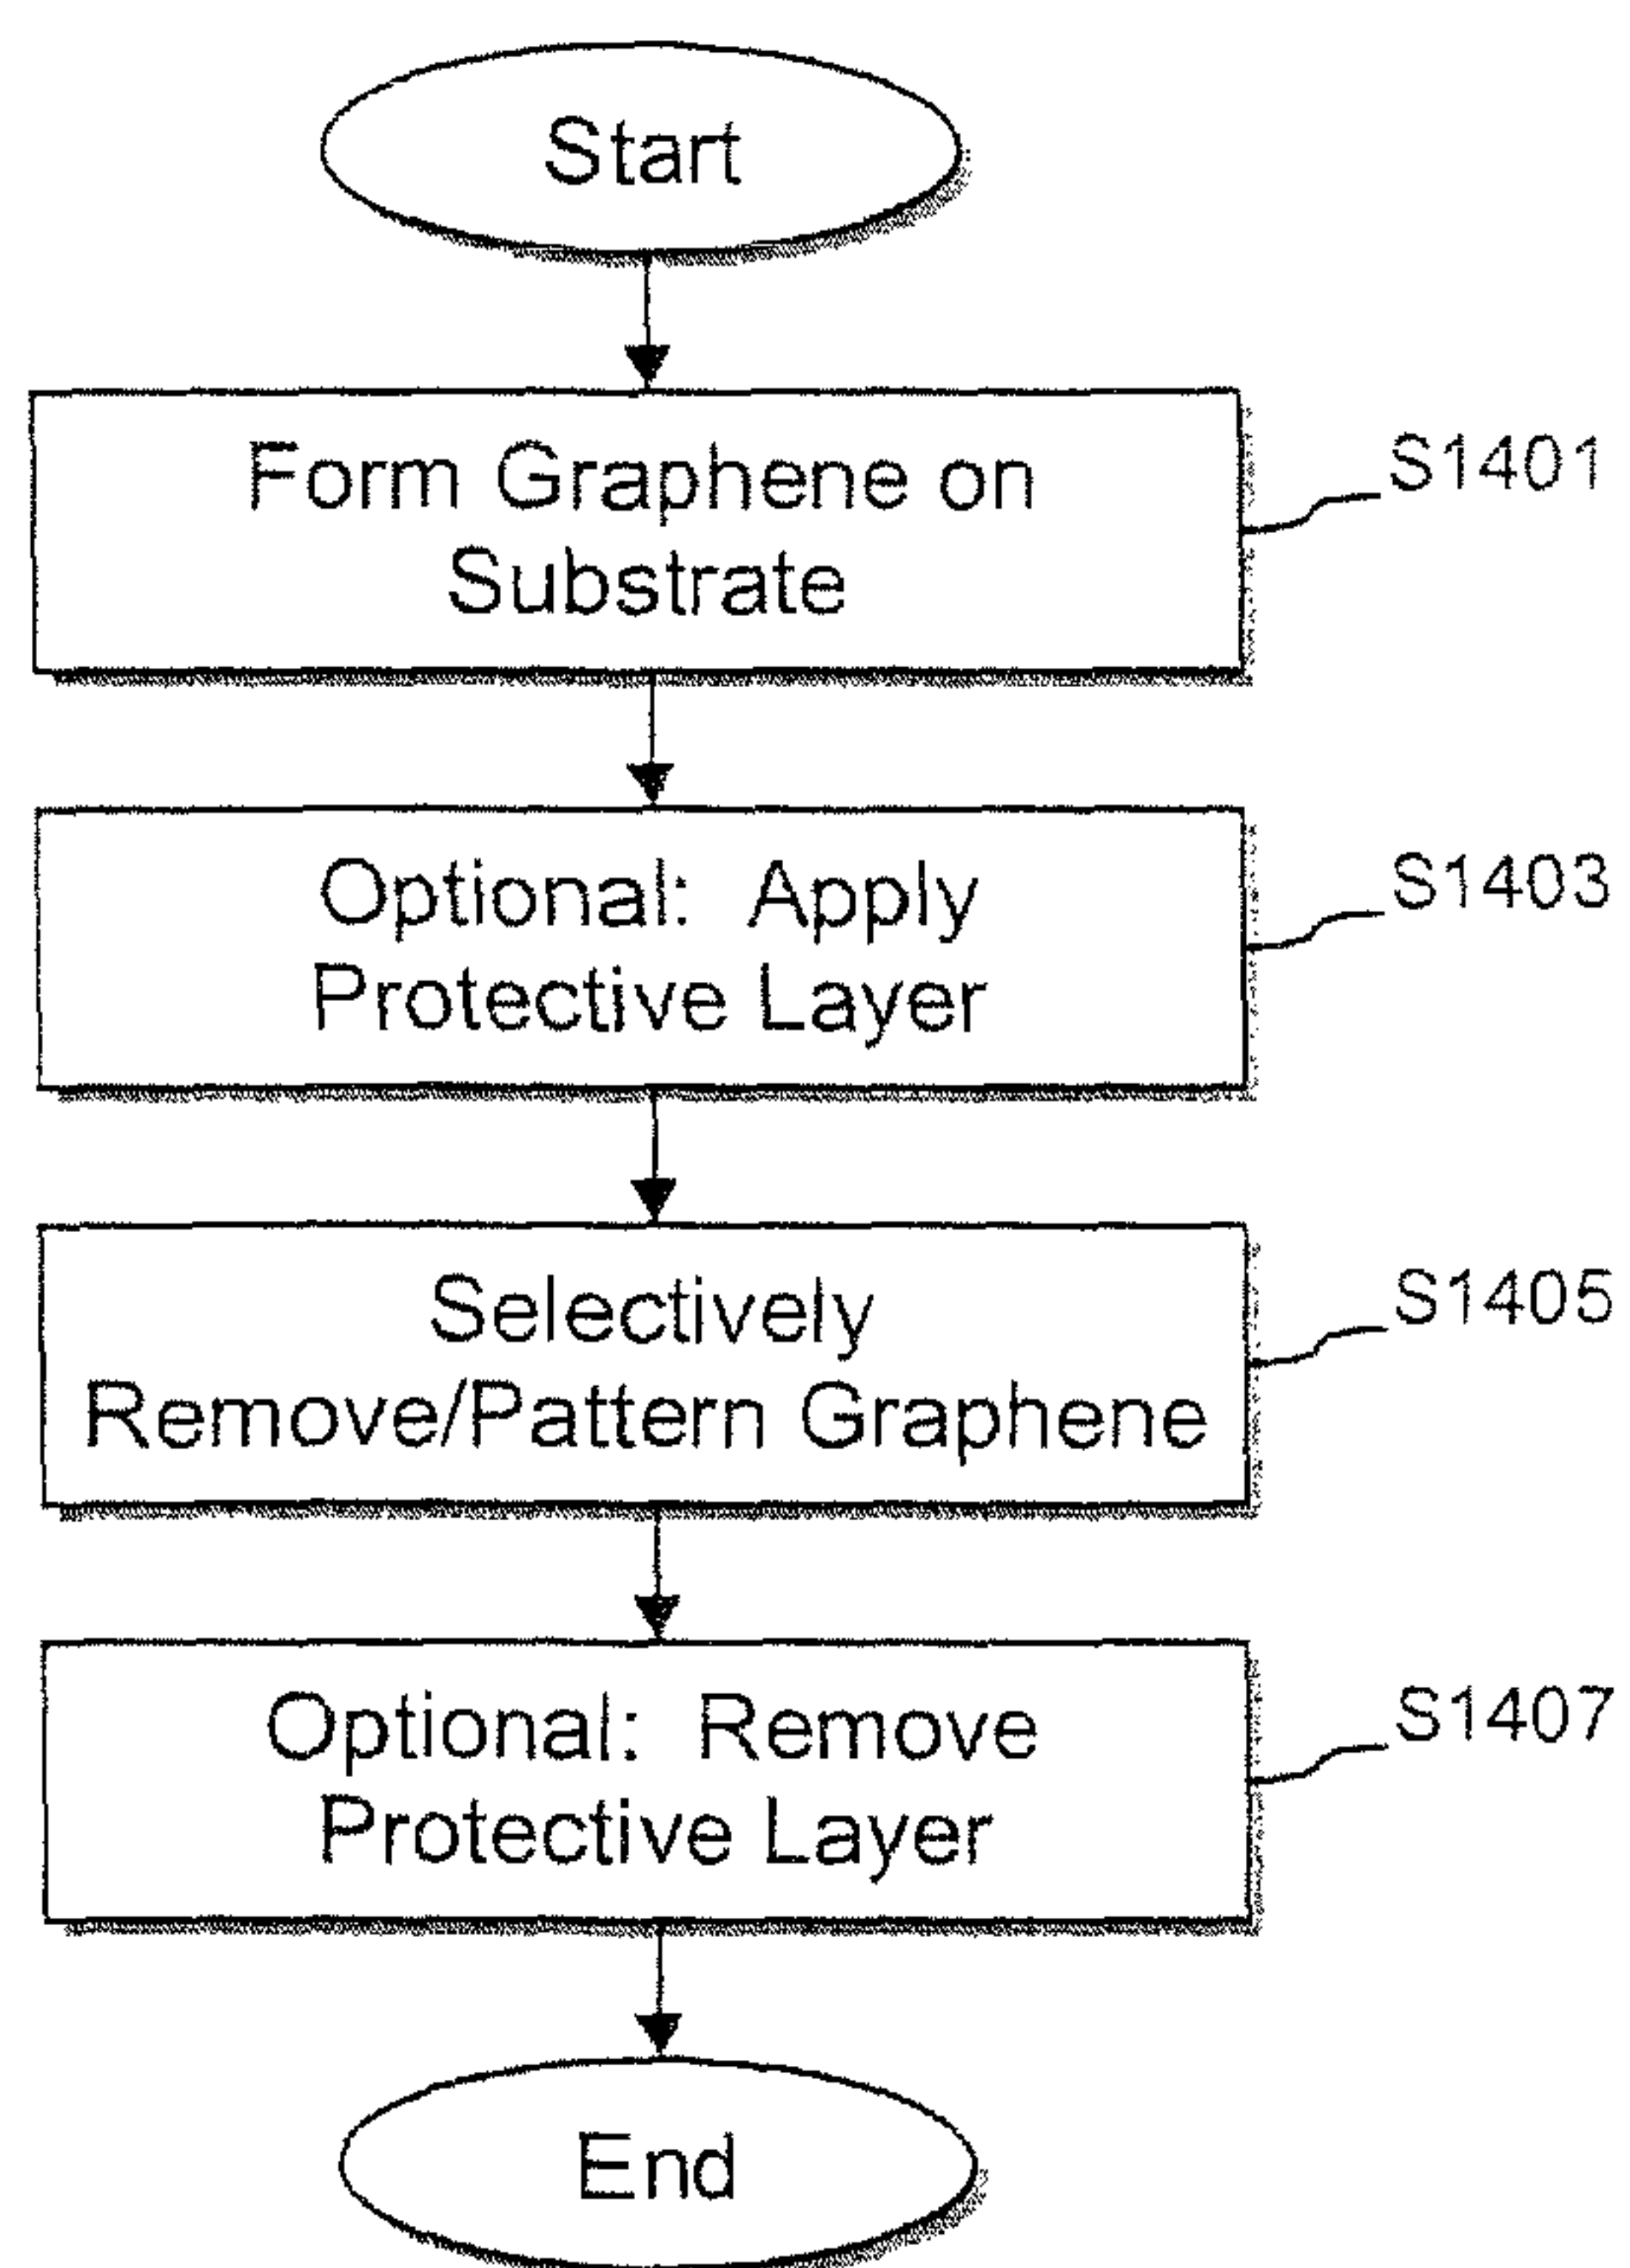 Start
Form Graphene on
Substrate
S1401
Optional: Apply
Protective Layer
S1403
Selectively
Remove/Pattern Graphene
S1405
Optional: Remove
Protective Layer
S1407
End